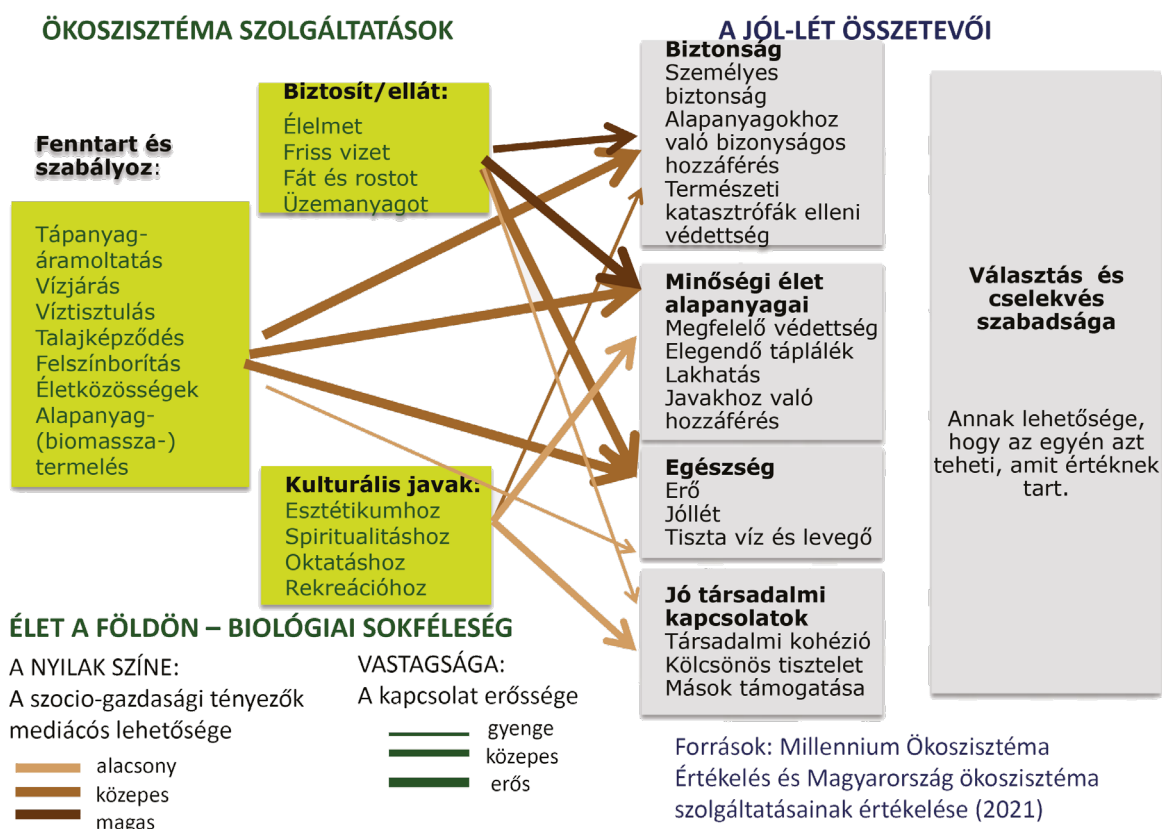 ÖKOSZISZTÉMA SZOLGÁLTATÁSOK
A JÓL-LÉT ÖSSZETEVŐI
Fenntart és
szabályoz:
Tápanyag-
áramoltatás
Vízjárás
Víztisztulás
Talajképződés
Felszínborítás
Életközösségek
Alapanyag-
(biomassza-)
termelés
Biztosít/ellát:
Élelmet
Friss vizet
Fát és rostot
Üzemanyagot
Kulturális javak:
Esztétikumhoz
Spiritualitáshoz
Oktatáshoz
Rekreációhoz
Biztonság
Személyes
biztonság
Alapanyagokhoz
való bizonyságos
hozzáférés
Természeti
katasztrófák elleni
védettség
Minőségi élet
alapanyagai
Megfelelő védettség
Elegendő táplálék
Lakhatás
Javakhoz való
hozzáférés
Egészség
Erő
Jóllét
Tiszta víz és levegő
Jó társadalmi
kapcsolatok
Társadalmi kohézió
Kölcsönös tisztelet
Mások támogatása
Választás és
cselekvés
szabadsága
Annak lehetősége,
hogy az egyén azt
teheti, amit értéknek
tart.
ÉLET A FÖLDÖN – BIOLÓGIAI SOKFÉLESÉG
A NYILAK SZÍNE:
A szocio-gazdasági tényezők
mediácós lehetősége
alacsony
közepes
magas
VASTAGSÁGA:
A kapcsolat erőssége
gyenge
közepes
erős
Források: Millennium Ökoszisztéma
Értékelés és Magyarország ökoszisztéma
szolgáltatásainak értékelése (2021)